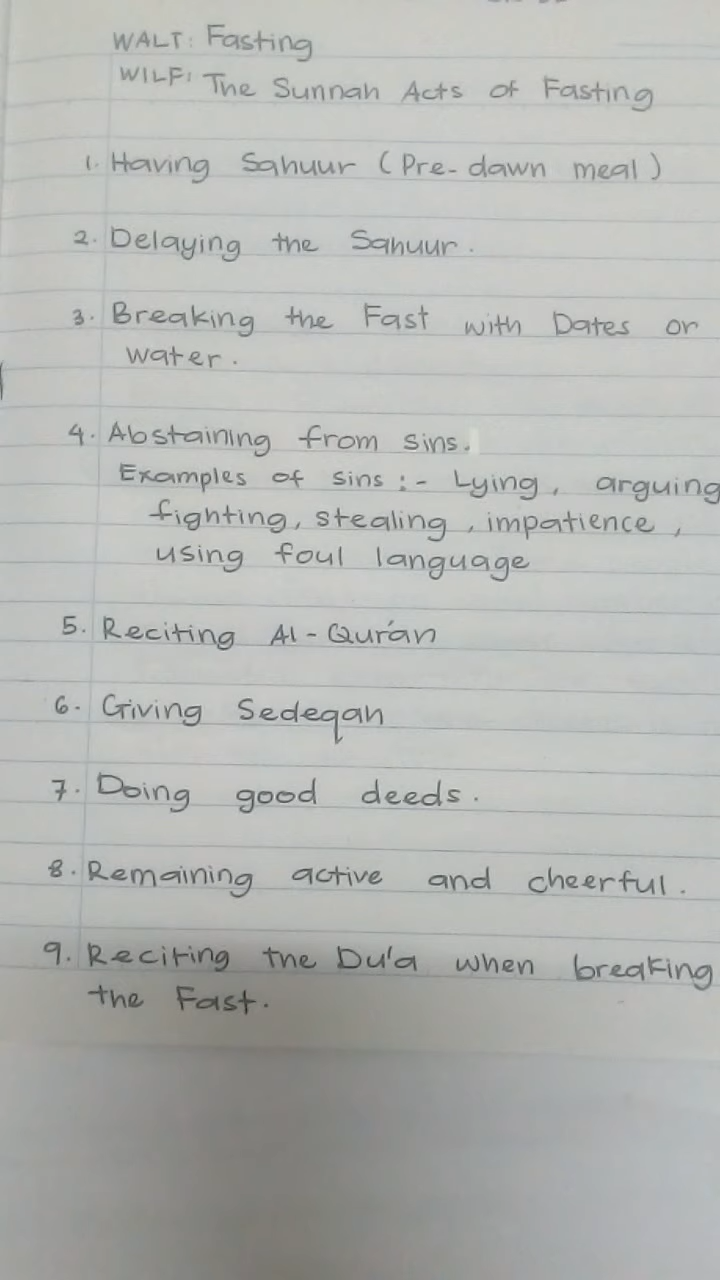 WALT: Fasting
WILF: The Sunnah Acts of Fasting
1. Having Sahuur (Pre-dawn meal)
2. Delaying the Sahuur.
3. Breaking the Fast with Dates or
water.
4. Abstaining from sins.
Examples of sins :- Lying, arguing
fighting, stealing, impatience,
using foul language
5. Reciting Al-Qur'an
6. Giving Sedeqah
7. Doing good deeds.
8. Remaining active and cheerful.
9. Reciting the Du'a when breaking
the Fast.